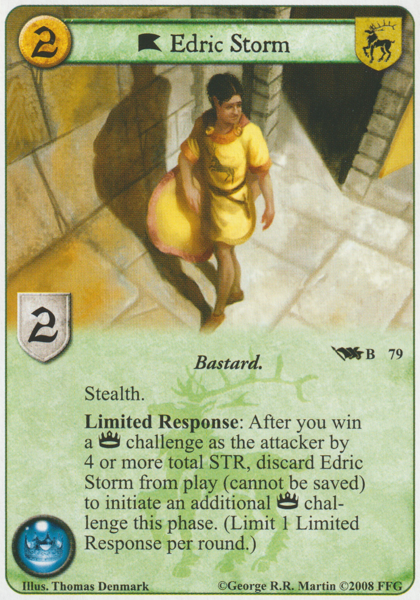 2
Edric Storm
2
Bastard.
B 79
Stealth.
Limited Response: After you win
a challenge as the attacker by
4 or more total STR, discard Edric
Storm from play (cannot be saved)
to initiate an additional chal-
lenge this phase. (Limit 1 Limited
Response per round.)
Illus. Thomas Denmark ©George R.R. Martin ©2008 FFG